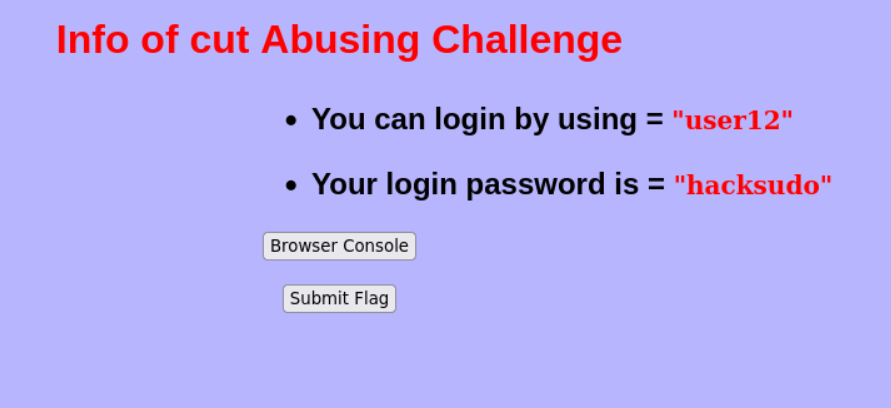 Info of cut Abusing Challenge
• You can login by using = "user12"
• Your login password is = "hacksudo"
Browser Console
Submit Flag